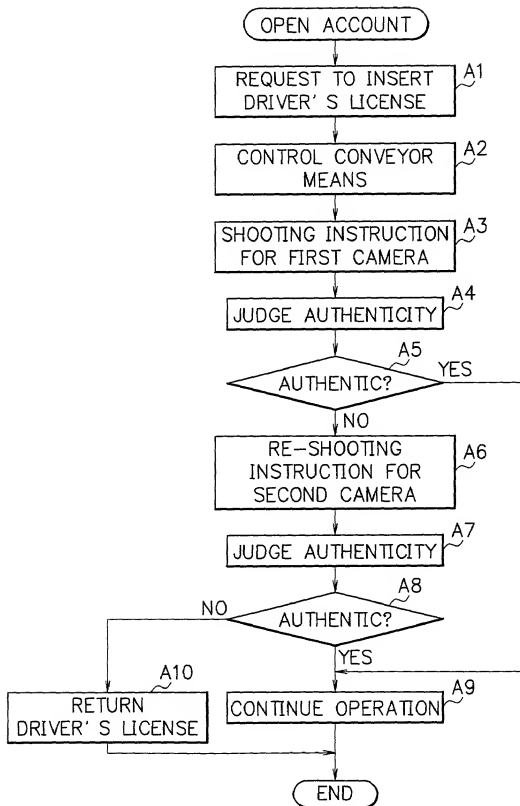 OPEN ACCOUNT
A1
REQUEST TO INSERT
DRIVER'S LICENSE
A2
CONTROL CONVEYOR
MEANS
A3
SHOOTING INSTRUCTION
FOR FIRST CAMERA
A4
JUDGE AUTHENTICITY
A5
AUTHENTIC?
YES
NO
A6
RE-SHOOTING
INSTRUCTION FOR
SECOND CAMERA
A7
JUDGE AUTHENTICITY
A8
AUTHENTIC?
NO
YES
A10
RETURN
DRIVER'S LICENSE
A9
CONTINUE OPERATION
END